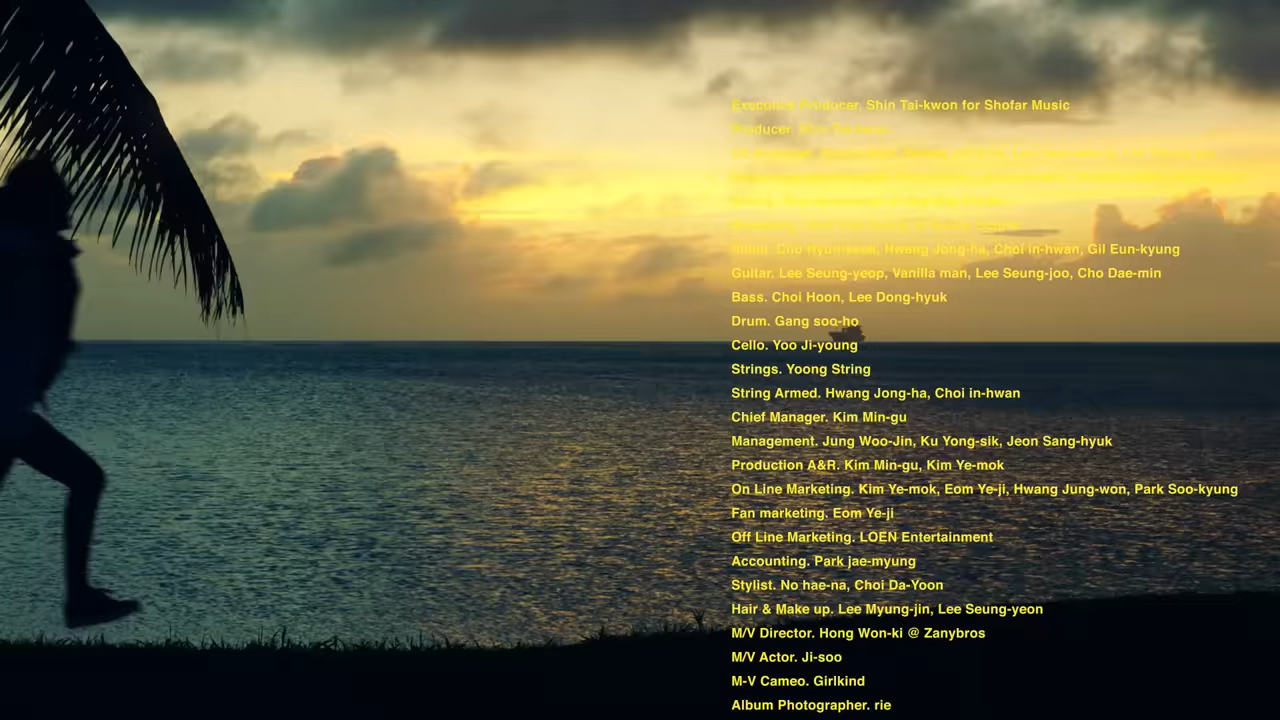 Executive Producer. Shin Tai-kwon for Shofar Music
Producer. Shin Tai-kwon
Hwang Jong-ha, Choi in-hwan, Gil Eun-kyung
Guitar. Lee Seung-yeop, Vanilla man, Lee Seung-joo, Cho Dae-min
Bass. Choi Hoon, Lee Dong-hyuk
Drum. Gang soo-ho
Cello. Yoo Ji-young
Strings. Yoong String
String Armed. Hwang Jong-ha, Choi in-hwan
Chief Manager. Kim Min-gu
Management. Jung Woo-Jin, Ku Yong-sik, Jeon Sang-hyuk
Production A&R. Kim Min-gu, Kim Ye-mok
On Line Marketing. Kim Ye-mok, Eom Ye-ji, Hwang Jung-won, Park Soo-kyung
Fan marketing. Eom Ye-ji
Off Line Marketing. LOEN Entertainment
Accounting. Park jae-myung
Stylist. No hae-na, Choi Da-Yoon
Hair & Make up. Lee Myung-jin, Lee Seung-yeon
M/V Director. Hong Won-ki @ Zanybros
M/V Actor. Ji-soo
M-V Cameo. Girlkind
Album Photographer. rie